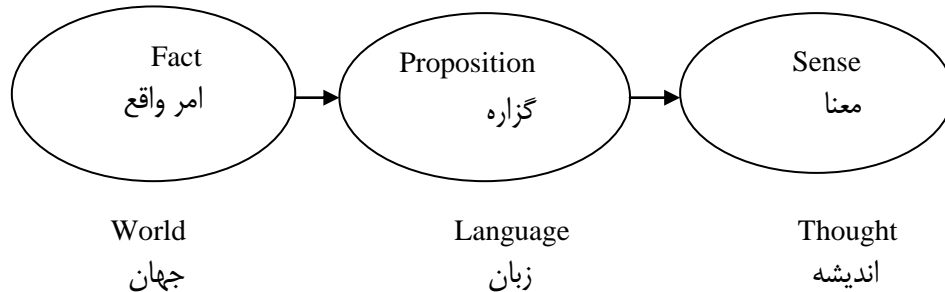 Fact
امر واقع
Proposition
گزاره
Sense
معنا
World
جهان
Language
زبان
Thought
اندیشه